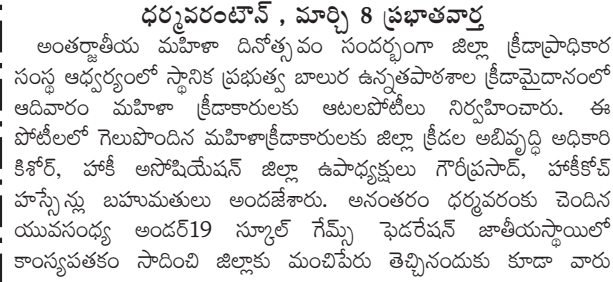 ధర్మవరంటౌన్ , మార్చి 8 ప్రభాతవార్త
అంతర్జాతీయ మహిళా దినోత్సవం సందర్భంగా జిల్లా క్రీడాప్రాధికార
సంస్థ ఆధ్వర్యంలో స్థానిక ప్రభుత్వ బాలుర ఉన్నతపాఠశాల క్రీడామైదానంలో
ఆదివారం మహిళా క్రీడాకారులకు ఆటలపోటీలు నిర్వహించారు. ఈ
పోటీలలో గెలుపొందిన మహిళాక్రీడాకారులకు జిల్లా క్రీడల అబివృద్ధి అధికారి
కిశోర్, హాకీ అసోషియేషన్ జిల్లా ఉపాధ్యక్షులు గౌరీప్రసాద్, హాకీకోచ్
హస్సేన్లు బహుమతులు అందజేశారు. అనంతరం ధర్మవరంకు చెందిన
యువసంధ్య అండర్19 స్కూల్ గేమ్స్ ఫెడరేషన్ జాతీయస్థాయిలో
కాంస్యపతకం సాదించి జిల్లాకు మంచిపేరు తెచ్చినందుకు కూడా వారు